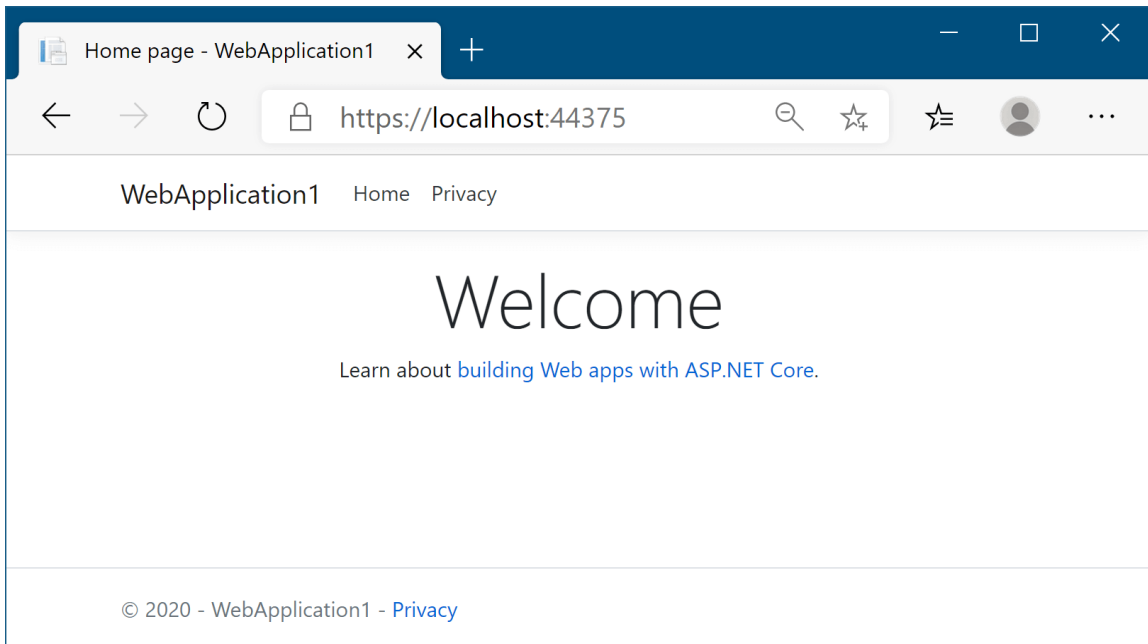 Home page - WebApplication1
https://localhost:44375
WebApplication1 Home Privacy
Welcome
Learn about building Web apps with ASP.NET Core.
© 2020 - WebApplication1 - Privacy